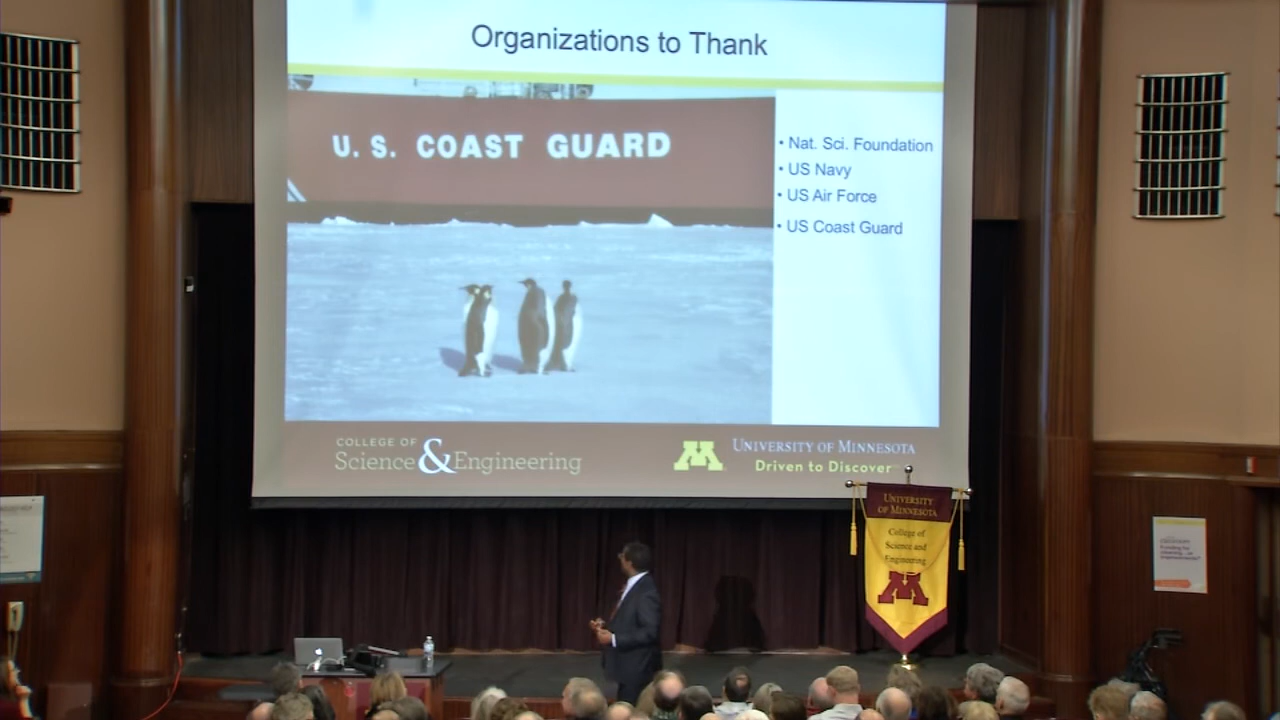 Organizations to Thank
U. S. COAST GUARD
• Nat. Sci. Foundation
• US Navy
• US Air Force
• US Coast Guard
COLLEGE OF
Science & Engineering
M
UNIVERSITY OF MINNESOTA
Driven to Discover
UNIVERSITY
OF MINNESOTA
College of
Science and
Engineering
M